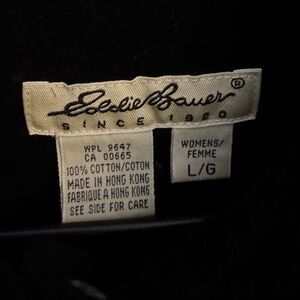 Eddie Bauer®
SINCE 1920
WPL 9647
CA 00665
100% COTTON/COTON
MADE IN HONG KONG
FABRIQUÉ A HONG KONG
SEE SIDE FOR CARE
WOMENS/
FEMME
L/G